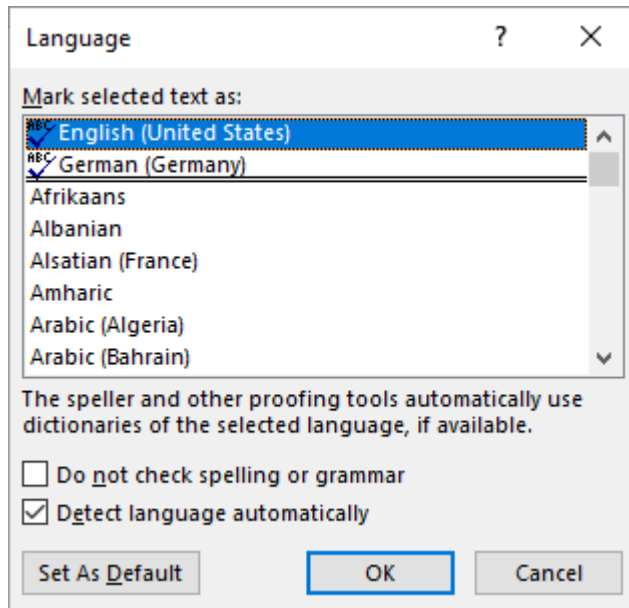 Language ?
Mark selected text as:
ABC English (United States)
ABC German (Germany)
Afrikaans
Albanian
Alsatian (France)
Amharic
Arabic (Algeria)
Arabic (Bahrain)
The speller and other proofing tools automatically use
dictionaries of the selected language, if available.
Do not check spelling or grammar
Detect language automatically
Set As Default OK Cancel